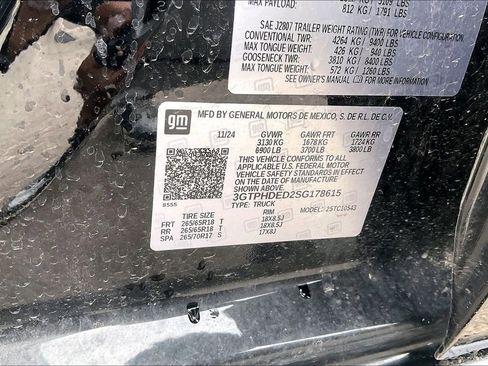 MAX PAYLOAD:
812 KG / 1791 LBS
SAE J2807 TRAILER WEIGHT RATING (TWR) FOR VEHICLE CONFIGURATION
CONVENTIONAL TWR: 4264 KG / 9400 LBS
MAX TONGUE WEIGHT: 426 KG / 940 LBS
GOOSENECK TWR: 3810 KG / 8400 LBS
MAX TONGUE WEIGHT: 572 KG / 1260 LBS
SEE OWNER'S MANUAL FOR MORE INFORMATION
gm
MFD BY GENERAL MOTORS DE MEXICO, S. DE R.L. DE C.V.
11/24 GVWR GAWR FRT GAWR RR
3130 KG 1678 KG 1724 KG
6900 LB 3700 LB 3800 LB
THIS VEHICLE CONFORMS TO ALL
APPLICABLE U.S. FEDERAL MOTOR
VEHICLE SAFETY STANDARDS IN EFFECT ON THE
DATE OF MANUFACTURE SHOWN ABOVE.
3GTPHDED2SG178615
TYPE: TRUCK MODEL: 25TC10543
TIRE SIZE RIM
FRT 265/65R18 T 18X8.5J
RR 265/65R18 T 18X8.5J
SPA 265/70R17 S 17X8J